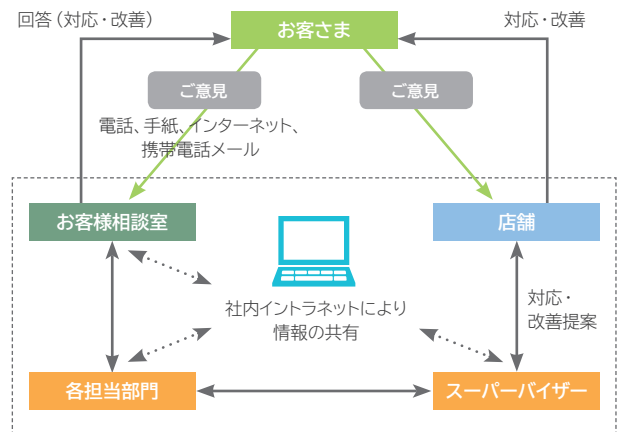 回答（対応・改善）
お客さま
対応・改善
ご意見
ご意見
電話、手紙、インターネット、
携帯電話メール
お客様相談室
店舗
社内イントラネットにより
情報の共有
対応・
改善提案
各担当部門
スーパーバイザー